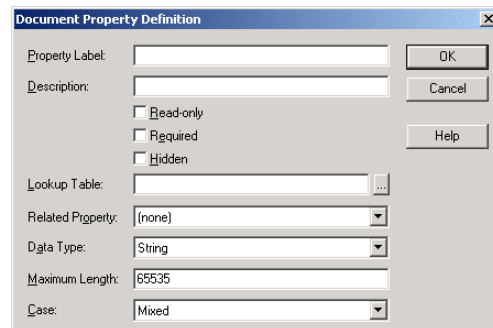 Document Property Definition
Property Label:
OK
Description:
Cancel
Read-only
Required
Help
Hidden
Lookup Table:
...
Related Property: (none)
Data Type: String
Maximum Length: 65535
Case: Mixed